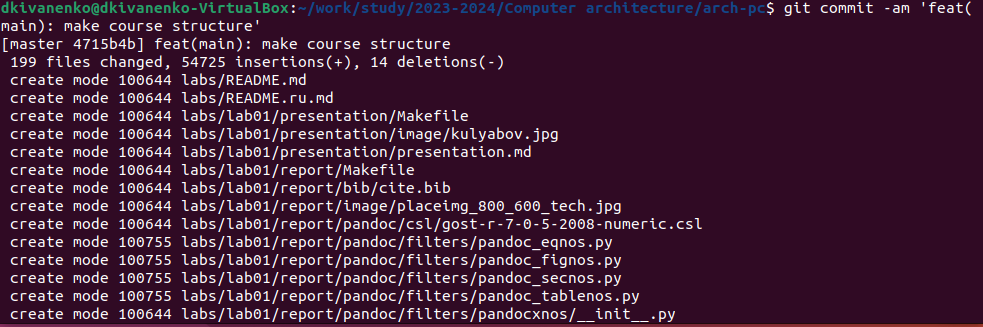 dkivanenko@dkivanenko-VirtualBox:~/work/study/2023-2024/Computer architecture/arch-pc$ git commit -am 'feat(
main): make course structure'
[master 4715b4b] feat(main): make course structure
 199 files changed, 54725 insertions(+), 14 deletions(-)
 create mode 100644 labs/README.md
 create mode 100644 labs/README.ru.md
 create mode 100644 labs/lab01/presentation/Makefile
 create mode 100644 labs/lab01/presentation/image/kulyabov.jpg
 create mode 100644 labs/lab01/presentation/presentation.md
 create mode 100644 labs/lab01/report/Makefile
 create mode 100644 labs/lab01/report/bib/cite.bib
 create mode 100644 labs/lab01/report/image/placeimg_800_600_tech.jpg
 create mode 100644 labs/lab01/report/pandoc/csl/gost-r-7-0-5-2008-numeric.csl
 create mode 100755 labs/lab01/report/pandoc/filters/pandoc_eqnos.py
 create mode 100755 labs/lab01/report/pandoc/filters/pandoc_fignos.py
 create mode 100755 labs/lab01/report/pandoc/filters/pandoc_secnos.py
 create mode 100755 labs/lab01/report/pandoc/filters/pandoc_tablenos.py
 create mode 100644 labs/lab01/report/pandoc/filters/pandocxnos/__init__.py